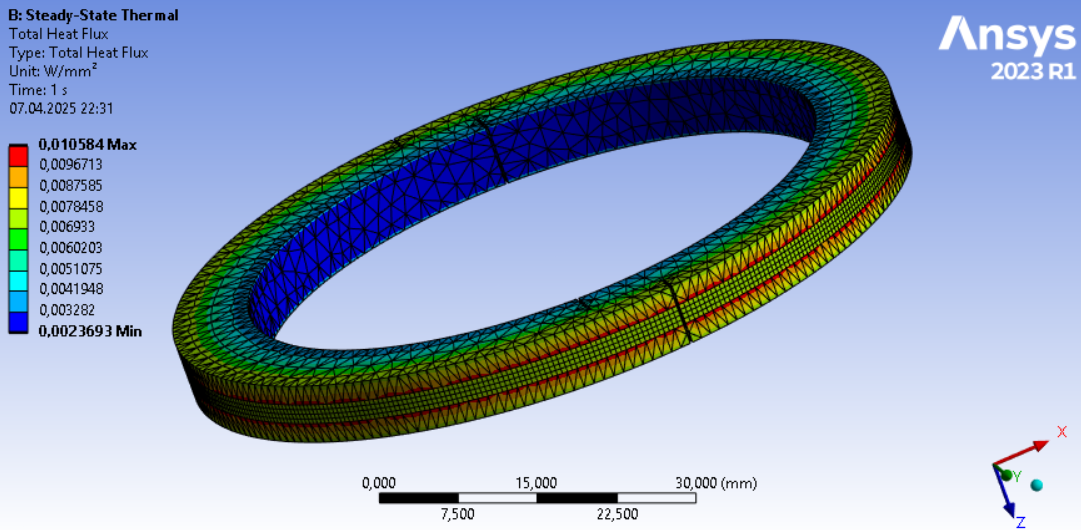 B: Steady-State Thermal
Total Heat Flux
Type: Total Heat Flux
Unit: W/mm²
Time: 1 s
07.04.2025 22:31
Ansys
2023 R1
0,010584 Max
0,0096713
0,0087585
0,0078458
0,006933
0,0060203
0,0051075
0,0041948
0,003282
0,0023693 Min
0,000 15,000 30,000 (mm)
7,500 22,500
X
Y
Z